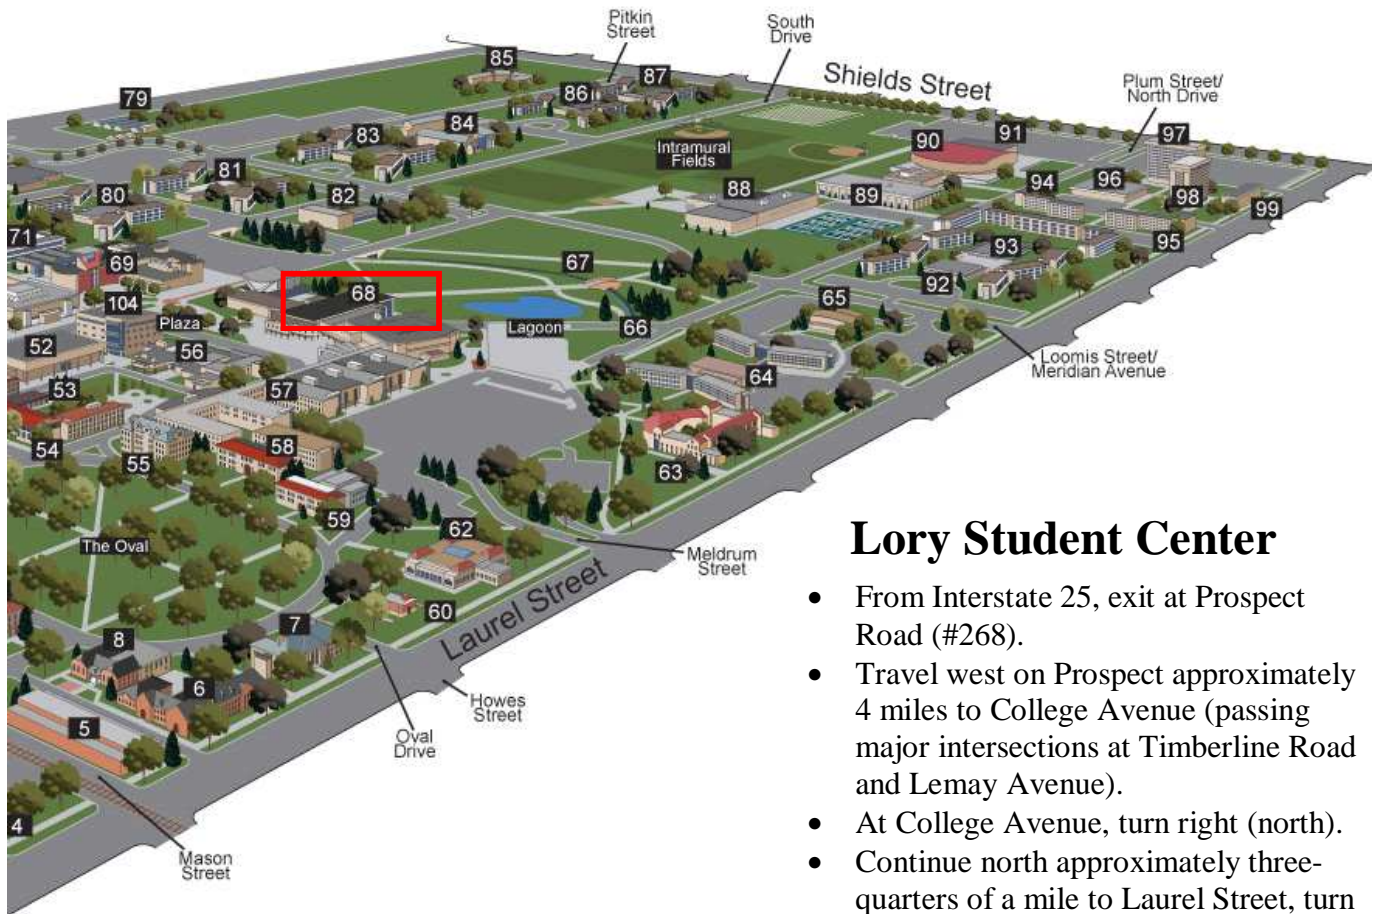 Pitkin
Street
South
Drive
Shields Street
Plum Street/
North Drive
85
87
86
79
84
83
91
90
97
Intramural
Fields
81
88
89
94
96
98
80
82
99
71
69
67
93
95
104
68
92
65
Plaza
Lagoon
66
52
56
Loomis Street/
Meridian Avenue
53
57
64
54
58
55
63
59
62
The Oval
Meldrum
Street
Laurel Street
60
7
8
6
Howes
Street
5
Oval
Drive
4
Mason
Street
Lory Student Center
• From Interstate 25, exit at Prospect
Road (#268).
• Travel west on Prospect approximately
4 miles to College Avenue (passing
major intersections at Timberline Road
and Lemay Avenue).
• At College Avenue, turn right (north).
• Continue north approximately three-
quarters of a mile to Laurel Street, turn